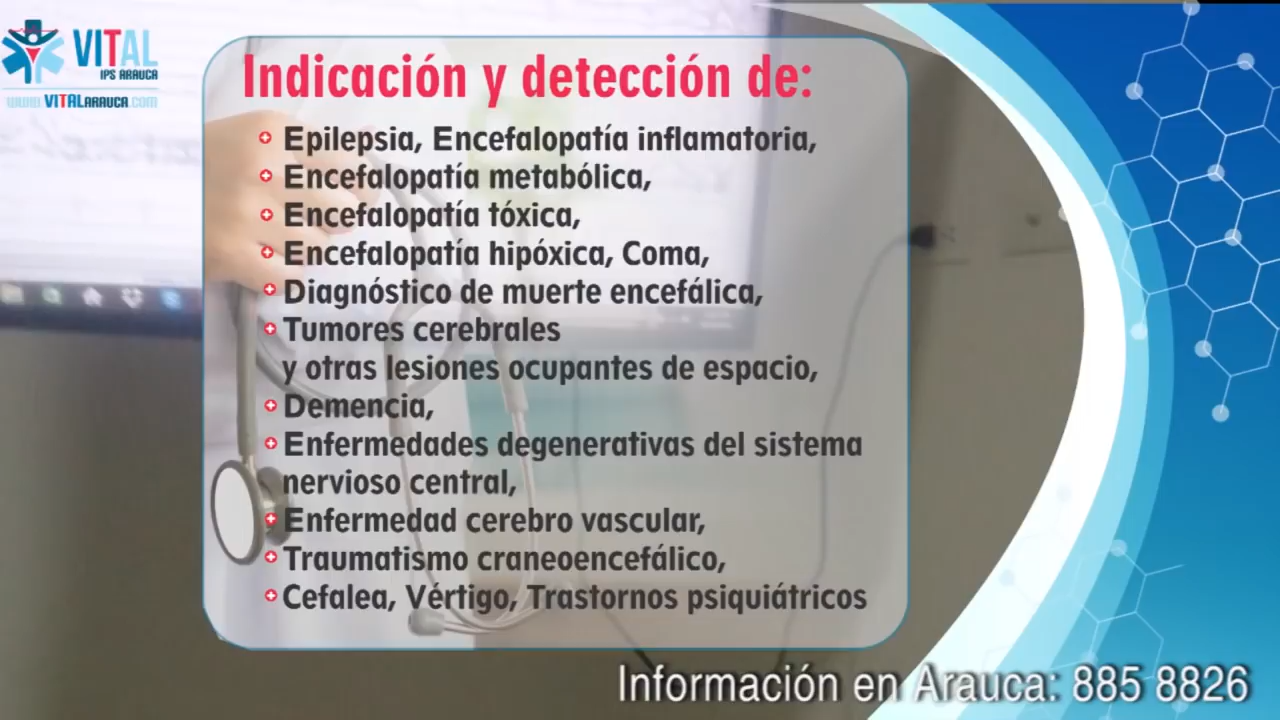 VITAL
IPS ARAUCA
www.VITALARAUCA.com
Indicación y detección de:
Epilepsia, Encefalopatía inflamatoria,
Encefalopatía metabólica,
Encefalopatía tóxica,
Encefalopatía hipóxica, Coma,
Diagnóstico de muerte encefálica,
Tumores cerebrales
y otras lesiones ocupantes de espacio,
Demencia,
Enfermedades degenerativas del sistema
nervioso central,
Enfermedad cerebro vascular,
Traumatismo craneoencefálico,
Cefalea, Vértigo, Trastornos psiquiátricos
Información en Arauca: 885 8826